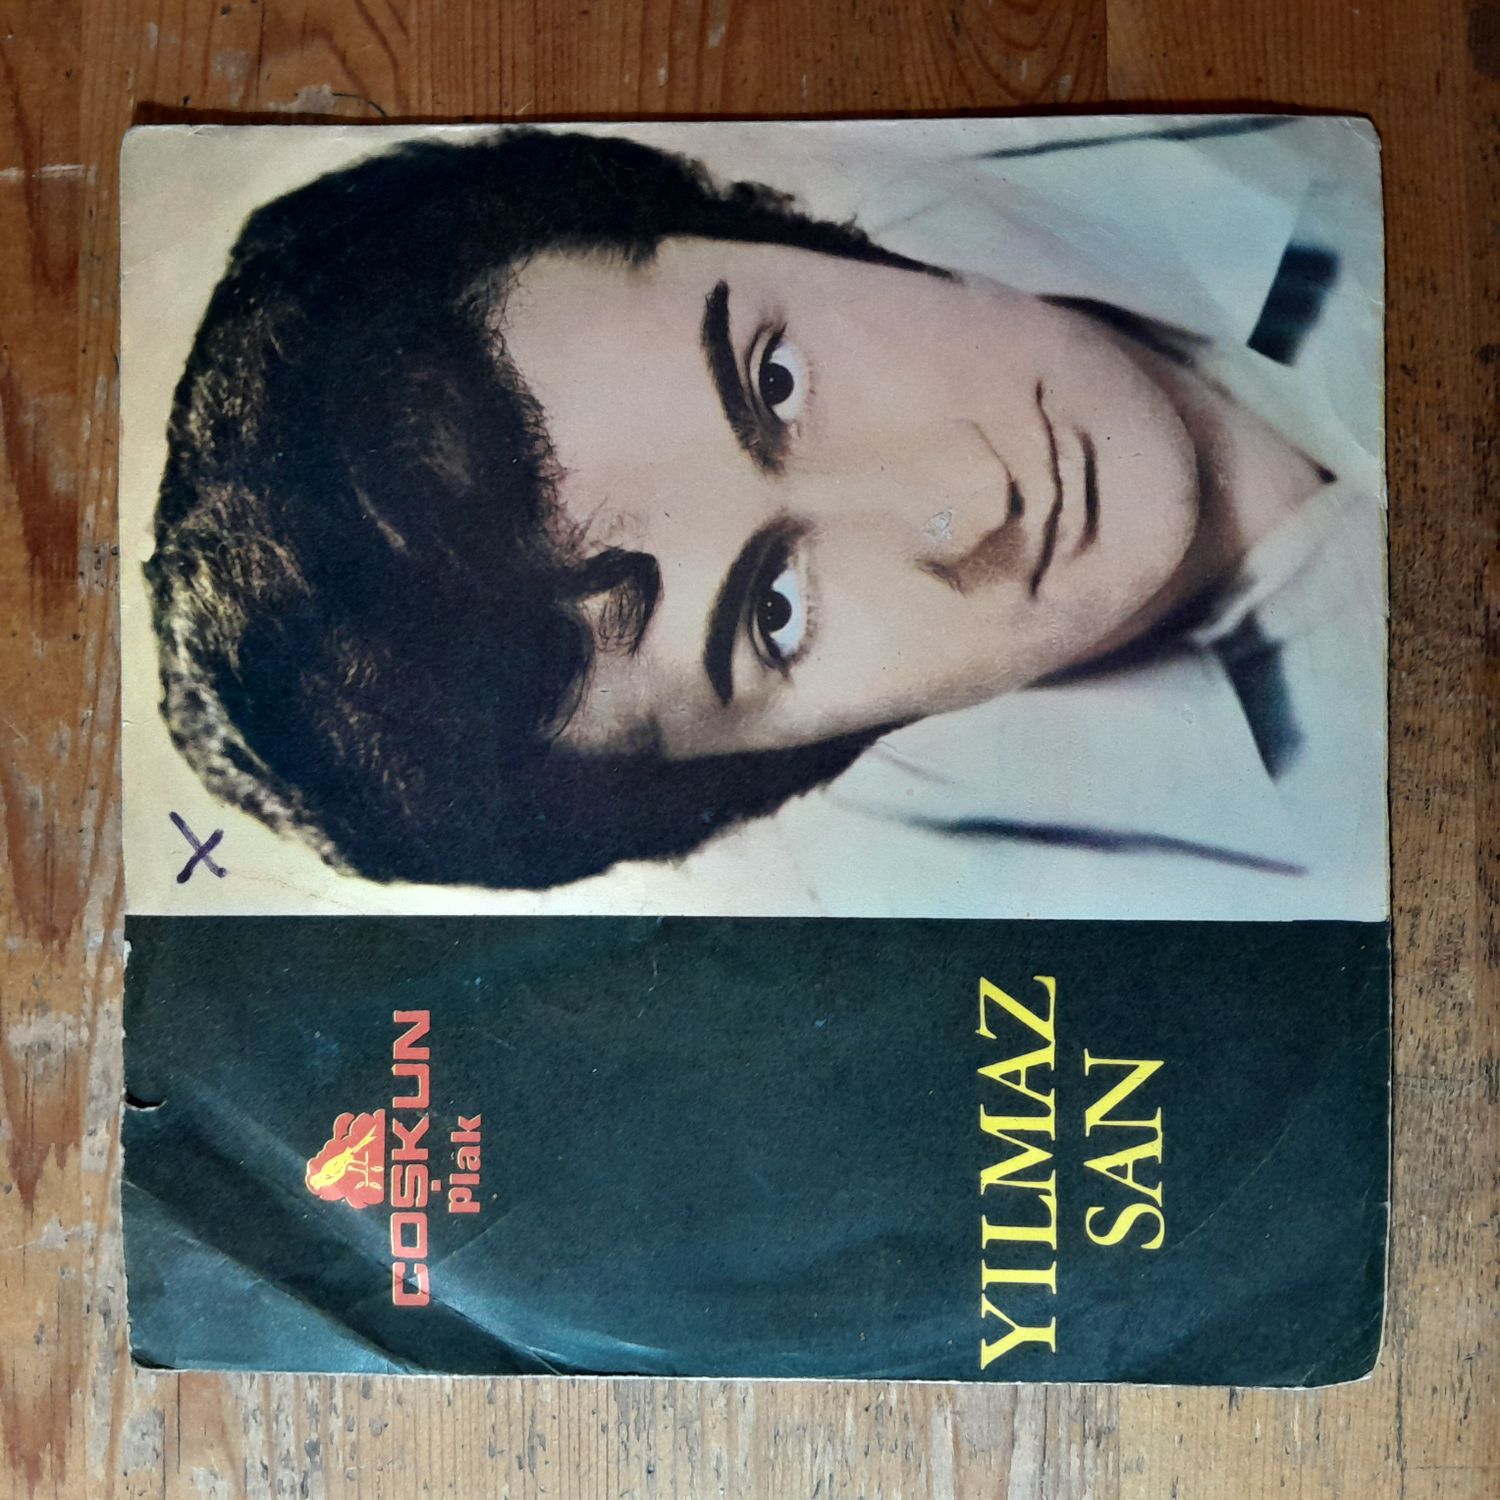 COŞKUN
plak
YILMAZ
SAN
X